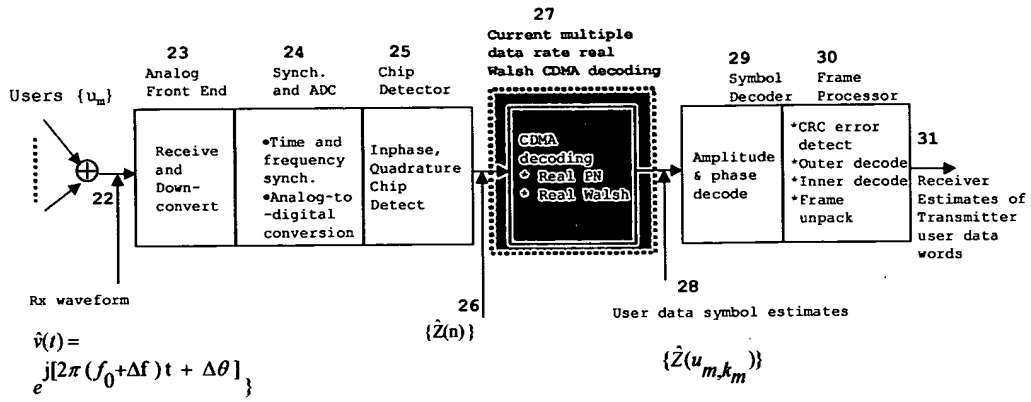 27
Current multiple
data rate real
Walsh CDMA decoding
23
Analog
Front End
24
Synch.
and ADC
25
Chip
Detector
29
Symbol
Decoder
30
Frame
Processor
Users {u_m}
22
Receive
and
Down-
convert
•Time and
frequency
synch.
•Analog-to
-digital
conversion
Inphase,
Quadrature
Chip
Detect
CDMA
decoding
* Real PN
* Real Walsh
Amplitude
& phase
decode
*CRC error
detect
*Outer decode
*Inner decode
*Frame
unpack
31
Receiver
Estimates of
Transmitter
user data
words
Rx waveform
26
28
{Ẑ(n)}
User data symbol estimates
v̂(t) =
e^{j[2π(f_0+Δf)t + Δθ]}}
{Ẑ(u_{m,k_m})}